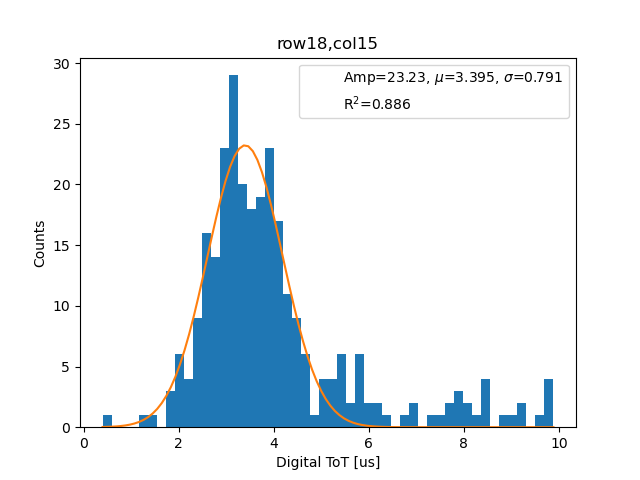 row18,col15
Amp=23.23, μ=3.395, σ=0.791
R²=0.886
30
25
20
15
10
5
0
Counts
0 2 4 6 8 10
Digital ToT [us]